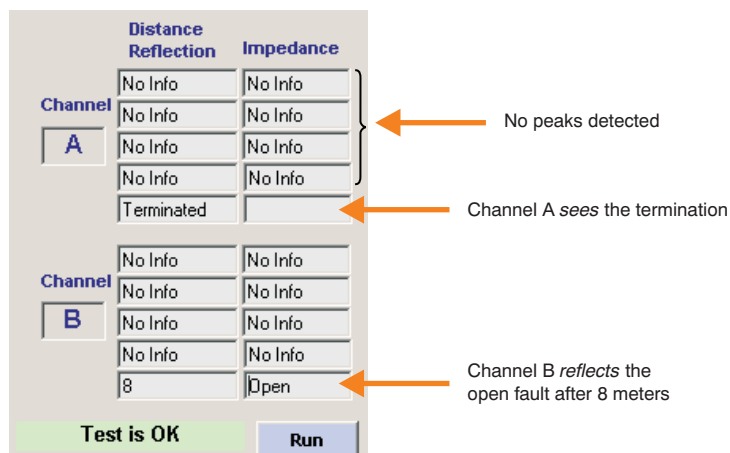 Distance
Reflection Impedance
No Info No Info
Channel No Info No Info No peaks detected
A No Info No Info
No Info No Info
Terminated Channel A sees the termination
No Info No Info
Channel No Info No Info
B No Info No Info
No Info No Info
8 Open
Channel B reflects the
open fault after 8 meters
Test is OK Run